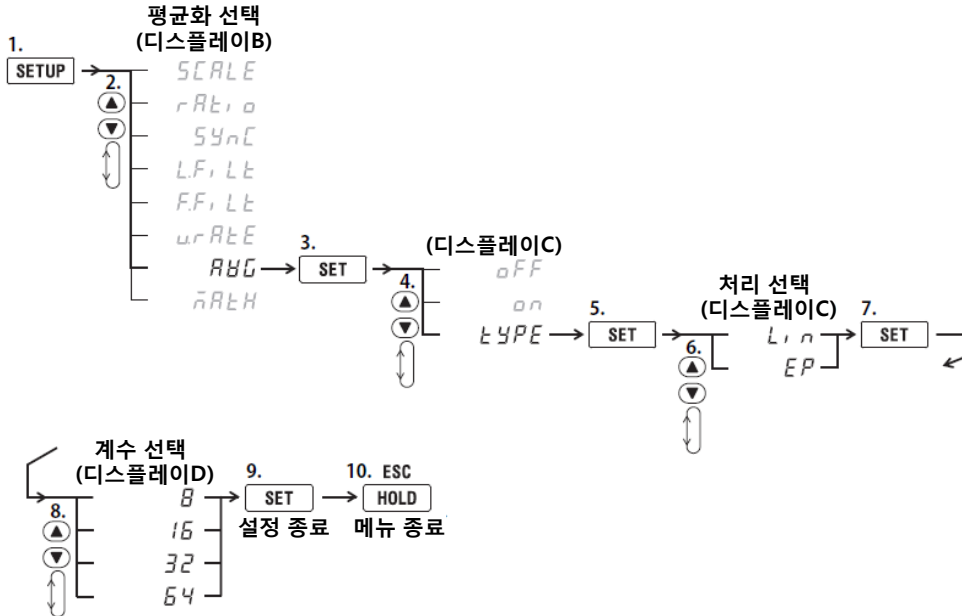 평균화 선택
(디스플레이B)
1.
SETUP
2.
SCALE
rAtio
SYnC
L.FiLt
F.FiLt
u.rAtE
AVG
MAtH
3.
SET
(디스플레이C)
4.
oFF
on
tYPE
5.
SET
처리 선택
(디스플레이C)
6.
Lin
EP
7.
SET
계수 선택
(디스플레이D)
8.
8
16
32
64
9.
SET
설정 종료
10. ESC
HOLD
메뉴 종료